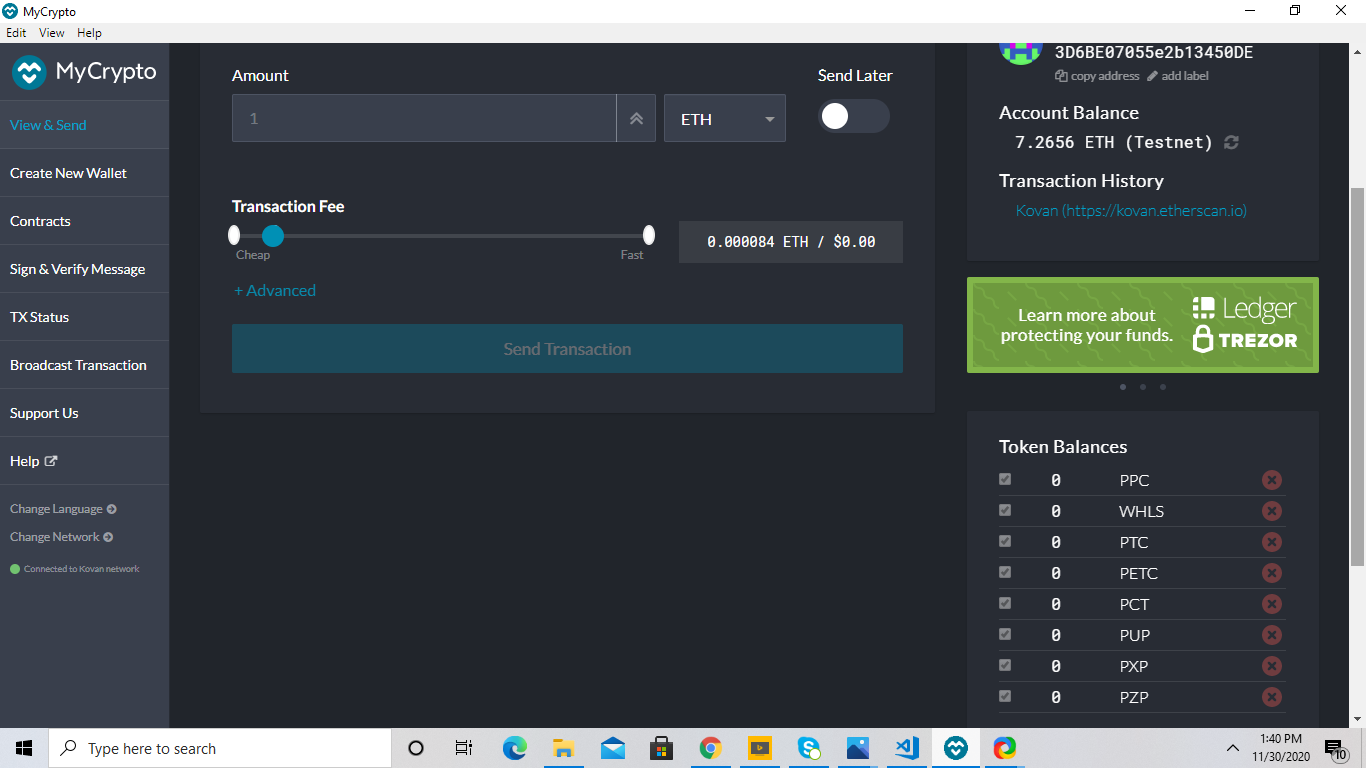 MyCrypto
Edit View Help
MyCrypto
View & Send
Create New Wallet
Contracts
Sign & Verify Message
TX Status
Broadcast Transaction
Support Us
Help
Change Language
Change Network
Connected to Kovan network
Amount
Send Later
1
ETH
Transaction Fee
Cheap
Fast
0.000084 ETH / $0.00
+ Advanced
Send Transaction
3D6BE07055e2b13450DE
copy address add label
Account Balance
7.2656 ETH (Testnet)
Transaction History
Kovan (https://kovan.etherscan.io)
Learn more about
protecting your funds.
Ledger
TREZOR
Token Balances
0 PPC
0 WHLS
0 PTC
0 PETC
0 PCT
0 PUP
0 PXP
0 PZP
Type here to search
1:40 PM
11/30/2020
10